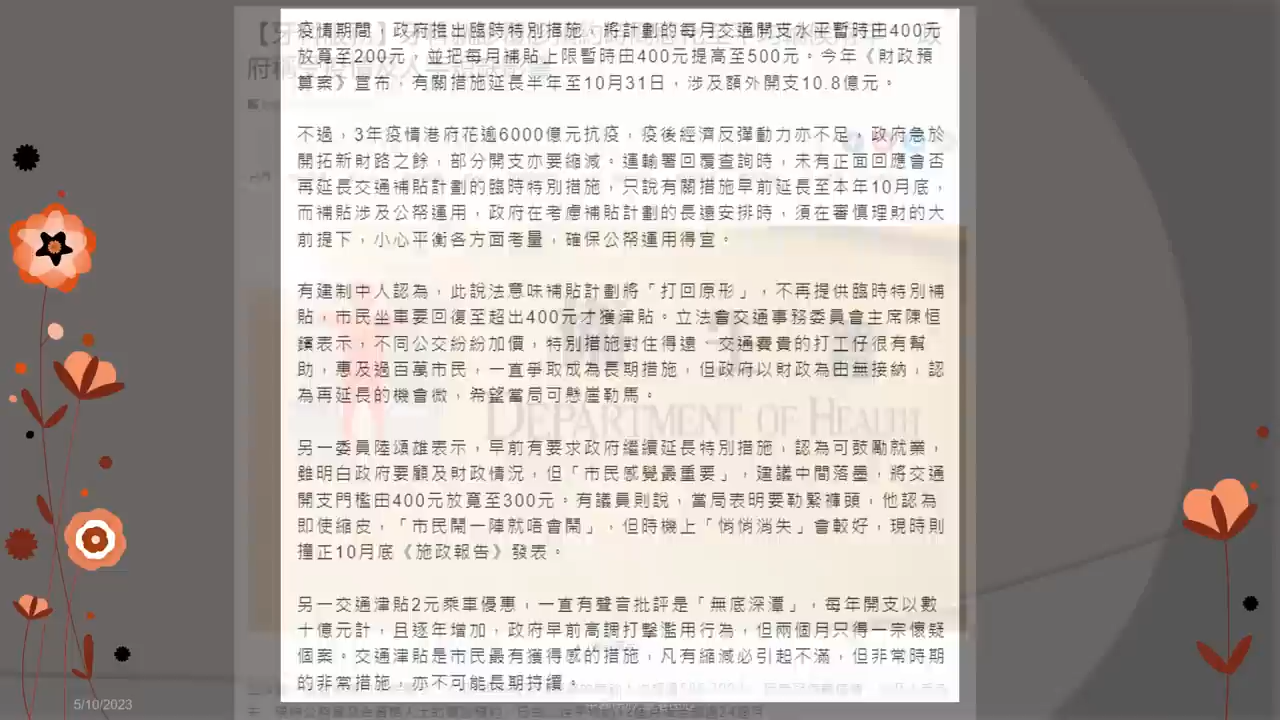 疫情期間，政府推出臨時特別措施，將計劃的每月交通開支水平暫時由400元
放寬至200元，並把每月補貼上限暫時由400元提高至500元。今年《財政預
算案》宣布，有關措施延長半年至10月31日，涉及額外開支10.8億元。
不過，3年疫情港府花逾6000億元抗疫，疫後經濟反彈動力亦不足，政府急於
開拓新財路之餘，部分開支亦要縮減。運輸署回覆查詢時，未有正面回應會否
再延長交通補貼計劃的臨時特別措施，只說有關措施早前延長至本年10月底，
而補貼涉及公帑運用，政府在考慮補貼計劃的長遠安排時，須在審慎理財的大
前提下，小心平衡各方面考量，確保公帑運用得宜。
有建制中人認為，此說法意味補貼計劃將「打回原形」，不再提供臨時特別補
貼，市民坐車要回復至超出400元才獲津貼。立法會交通事務委員會主席陳恒
鑌表示，不同公交紛紛加價，特別措施對住得遠、交通費貴的打工仔很有幫
助，惠及過百萬市民，一直爭取成為長期措施，但政府以財政為由無接納，認
為再延長的機會微，希望當局可懸崖勒馬。
DEPARTMENT OF HEALTH
另一委員陸頌雄表示，早前有要求政府繼續延長特別措施，認為可鼓勵就業，
雖明白政府要顧及財政情況，但「市民感覺最重要」，建議中間落墨，將交通
開支門檻由400元放寬至300元。有議員則說，當局表明要勒緊褲頭，他認為
即使縮皮，「市民鬧一陣就唔會鬧」，但時機上「悄悄消失」會較好，現時則
撞正10月底《施政報告》發表。
另一交通津貼2元乘車優惠，一直有聲音批評是「無底深潭」，每年開支以數
十億元計，且逐年增加，政府早前高調打擊濫用行為，但兩個月只得一宗懷疑
個案。交通津貼是市民最有獲得感的措施，凡有縮減必引起不滿，但非常時期
的非常措施，亦不可能長期持續。
5/10/2023